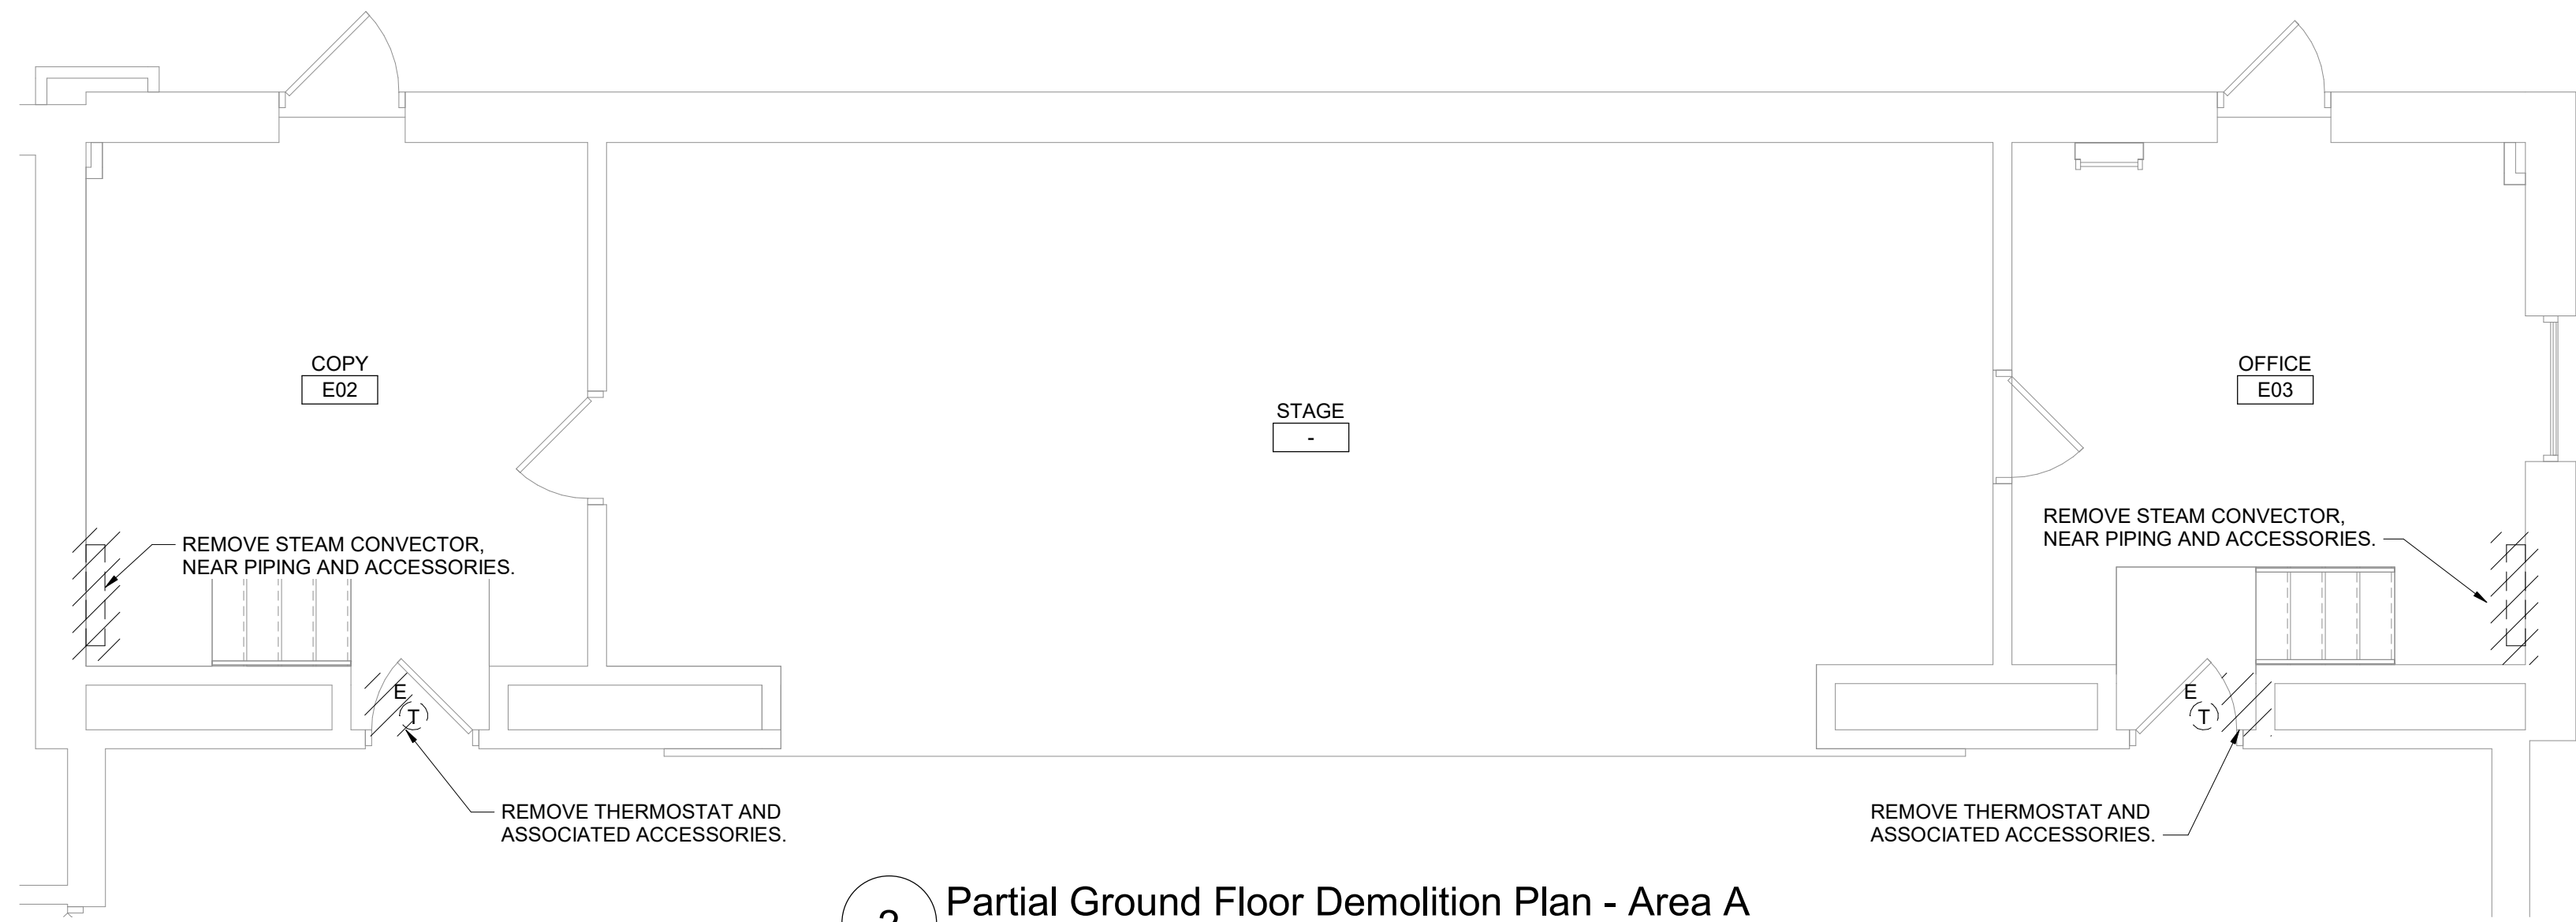 COPY
E02
STAGE
-
OFFICE
E03
REMOVE STEAM CONVECTOR,
NEAR PIPING AND ACCESSORIES.
REMOVE STEAM CONVECTOR,
NEAR PIPING AND ACCESSORIES.
E
T
E
T
REMOVE THERMOSTAT AND
ASSOCIATED ACCESSORIES.
REMOVE THERMOSTAT AND
ASSOCIATED ACCESSORIES.
2
Partial Ground Floor Demolition Plan - Area A